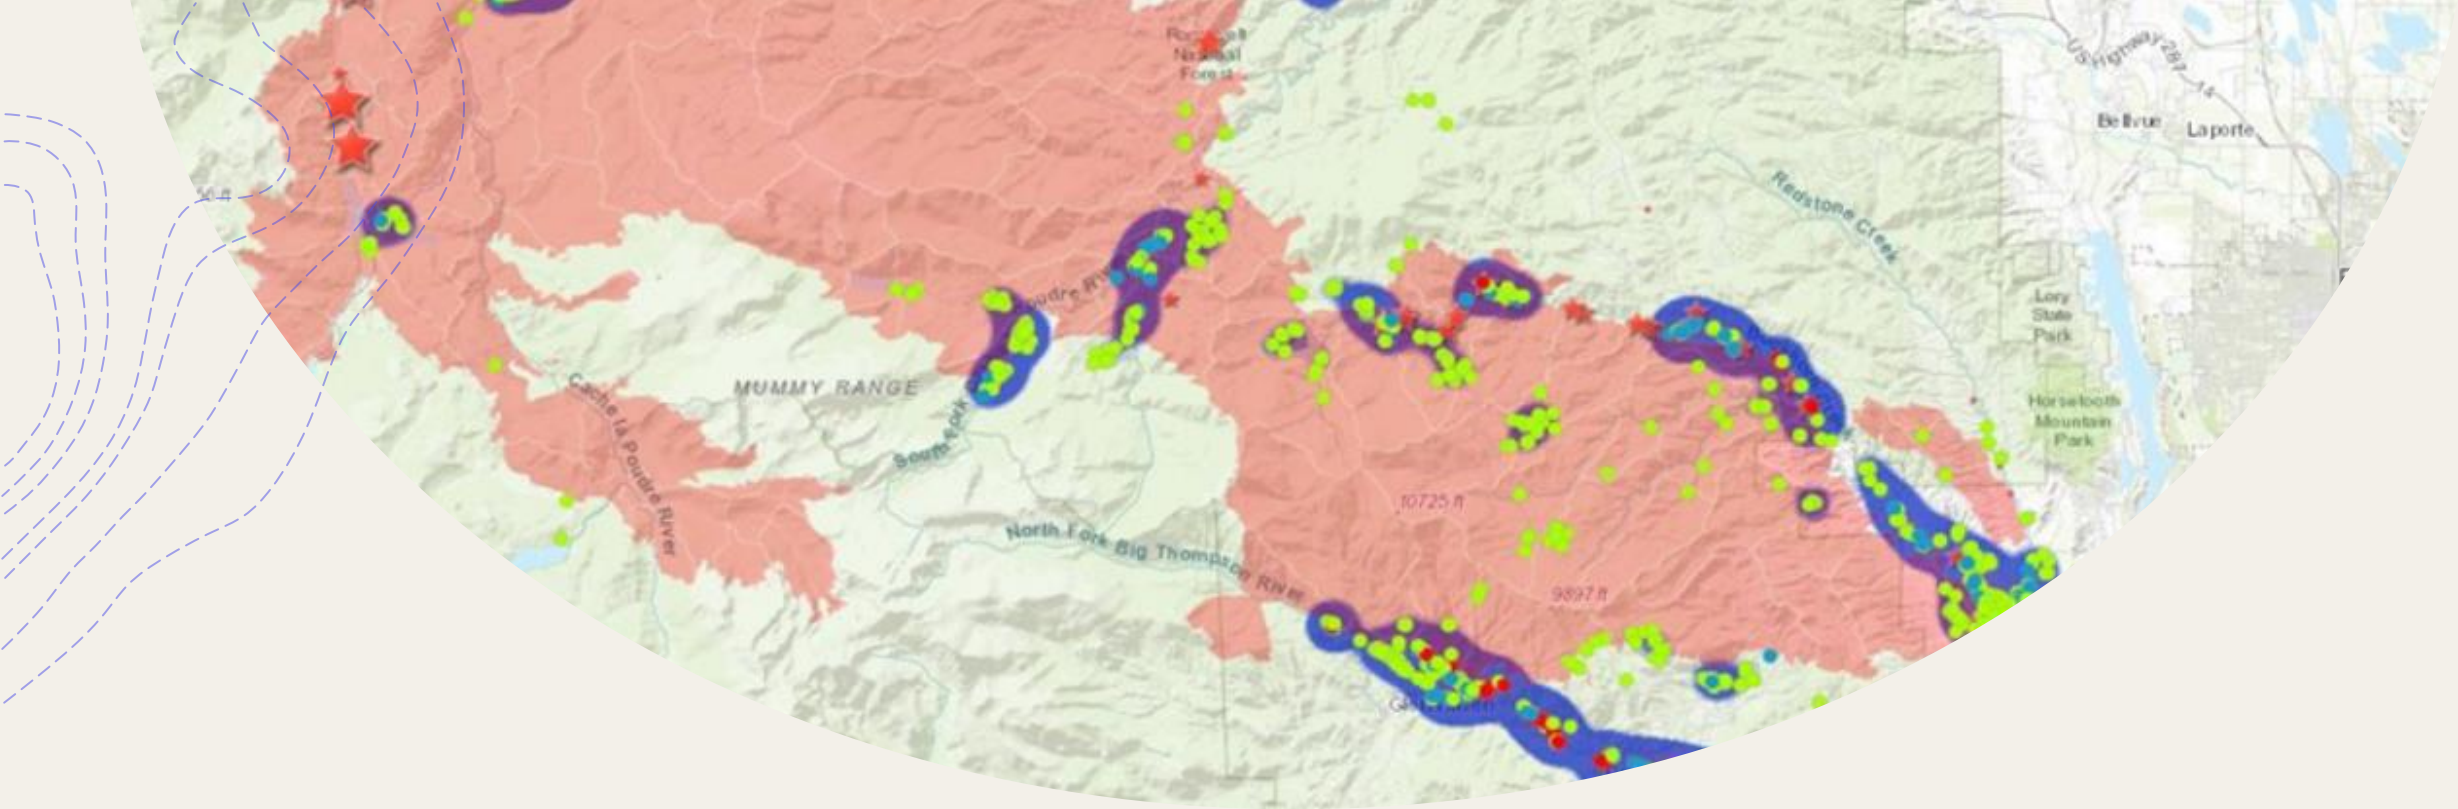 National
Forest
US Highway 287
14
Bellvue
Laporte
Redstone Creek
Lory
State
Park
Horsetooth
Mountain
Park
MUMMY RANGE
Cache la Poudre River
South Fork
North Fork Big Thompson River
10725 ft
9897 ft